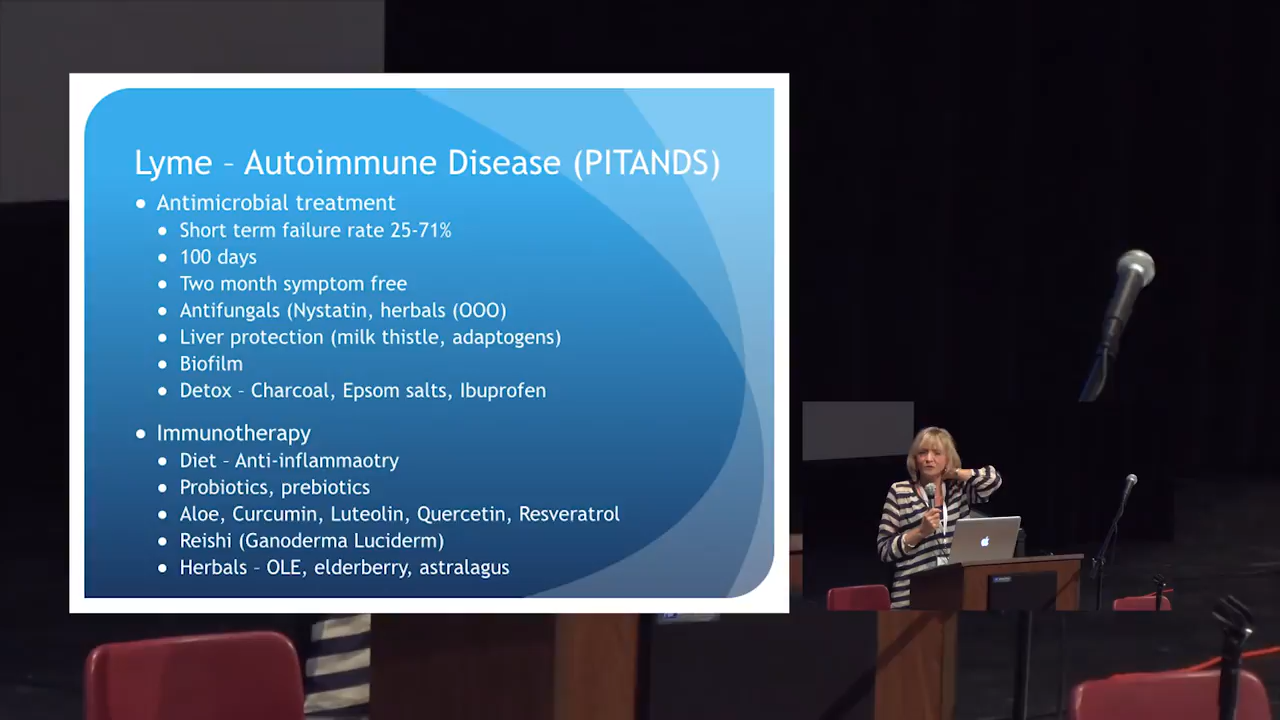 Lyme – Autoimmune Disease (PITANDS)
• Antimicrobial treatment
• Short term failure rate 25-71%
• 100 days
• Two month symptom free
• Antifungals (Nystatin, herbals (OOO)
• Liver protection (milk thistle, adaptogens)
• Biofilm
• Detox – Charcoal, Epsom salts, Ibuprofen
• Immunotherapy
• Diet – Anti-inflammaotry
• Probiotics, prebiotics
• Aloe, Curcumin, Luteolin, Quercetin, Resveratrol
• Reishi (Ganoderma Luciderm)
• Herbals – OLE, elderberry, astralagus